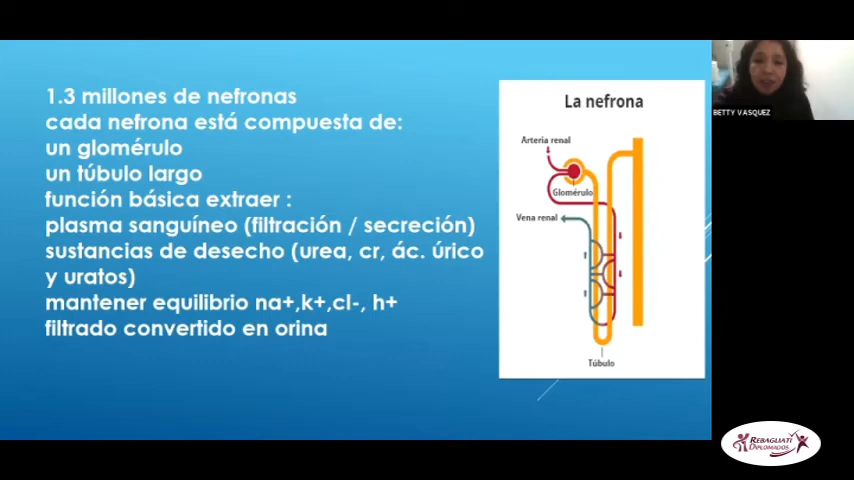 1.3 millones de nefronas
cada nefrona está compuesta de:
un glomérulo
un túbulo largo
función básica extraer :
plasma sanguíneo (filtración / secreción)
sustancias de desecho (urea, cr, ác. úrico
y uratos)
mantener equilibrio na+,k+,cl-, h+
filtrado convertido en orina
La nefrona
Arteria renal
Glomérulo
Vena renal
Túbulo
BETTY VASQUEZ
REBAGLIATI
DIPLOMADOS